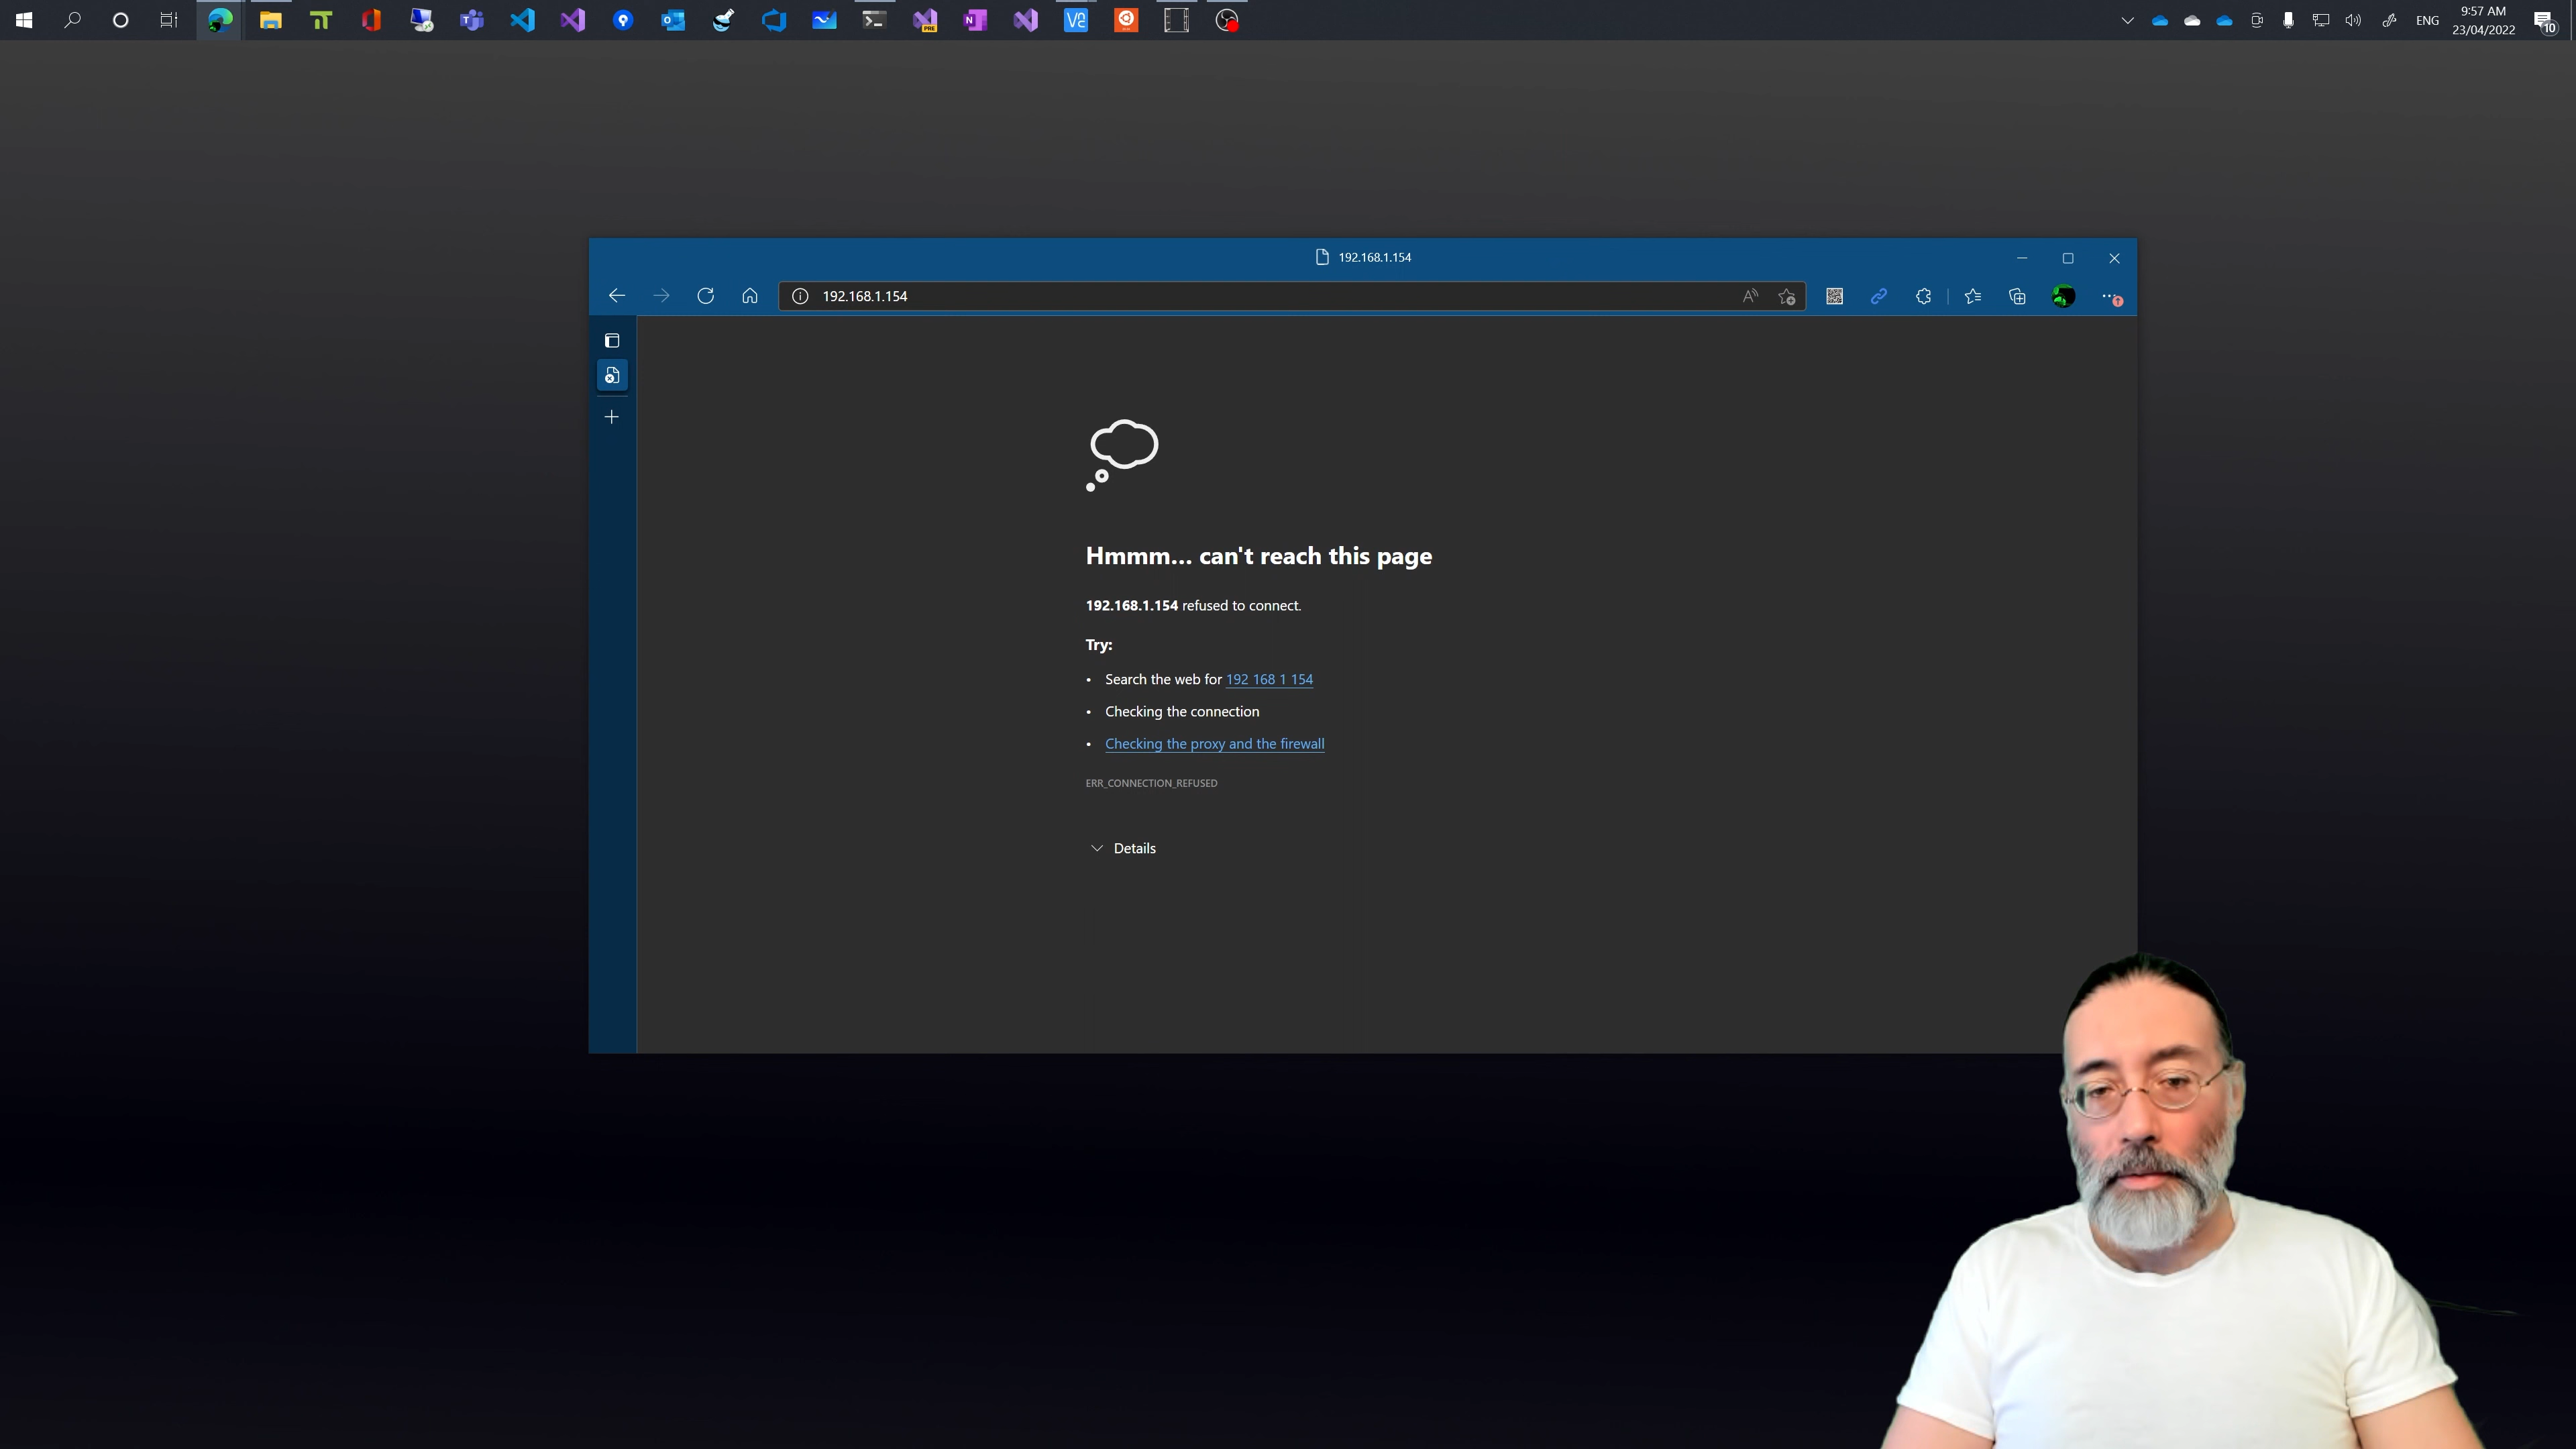 PRE
ENG
9:57 AM
23/04/2022
10
192.168.1.154
192.168.1.154
Hmmm... can't reach this page
192.168.1.154 refused to connect.
Try:
• Search the web for 192 168 1 154
• Checking the connection
• Checking the proxy and the firewall
ERR_CONNECTION_REFUSED
Details